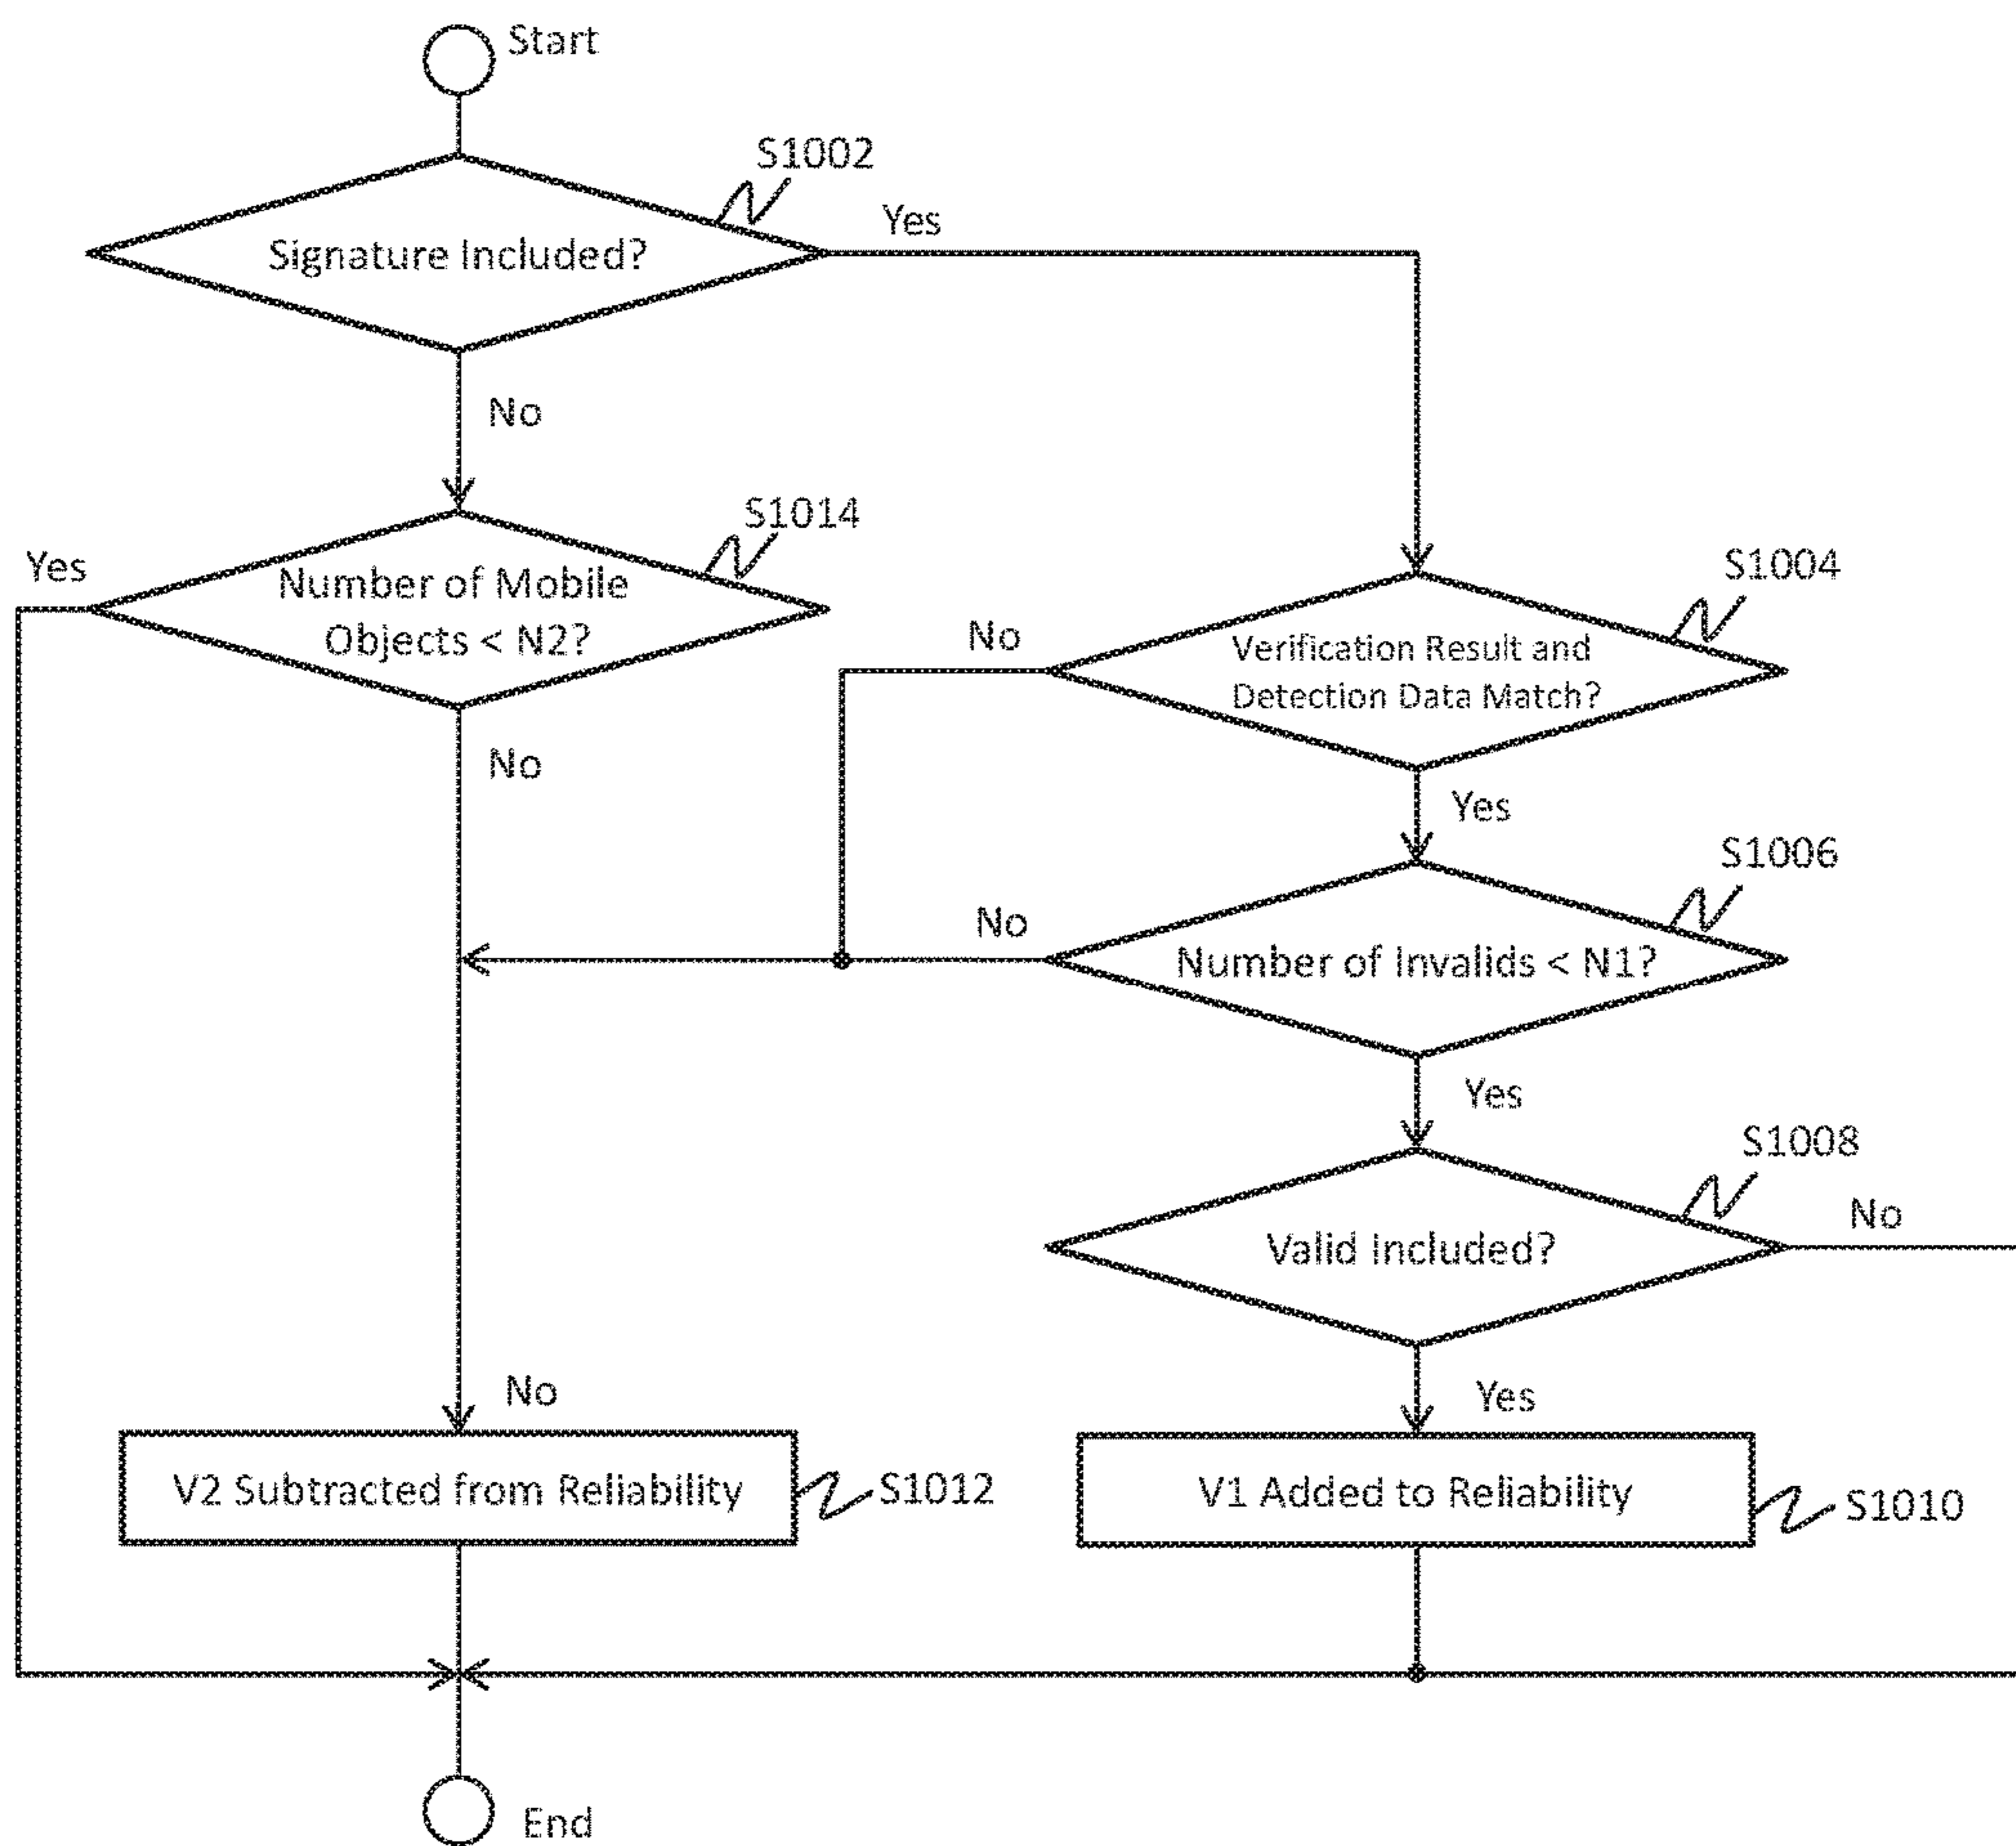 Start
S1002
Signature Included?
Yes
No
S1014
Yes
Number of Mobile
Objects < N2?
No
S1004
No
Verification Result and
Detection Data Match?
Yes
S1006
No
Number of Invalids < N1?
Yes
S1008
No
Valid Included?
No
Yes
V2 Subtracted from Reliability
S1012
V1 Added to Reliability
S1010
End